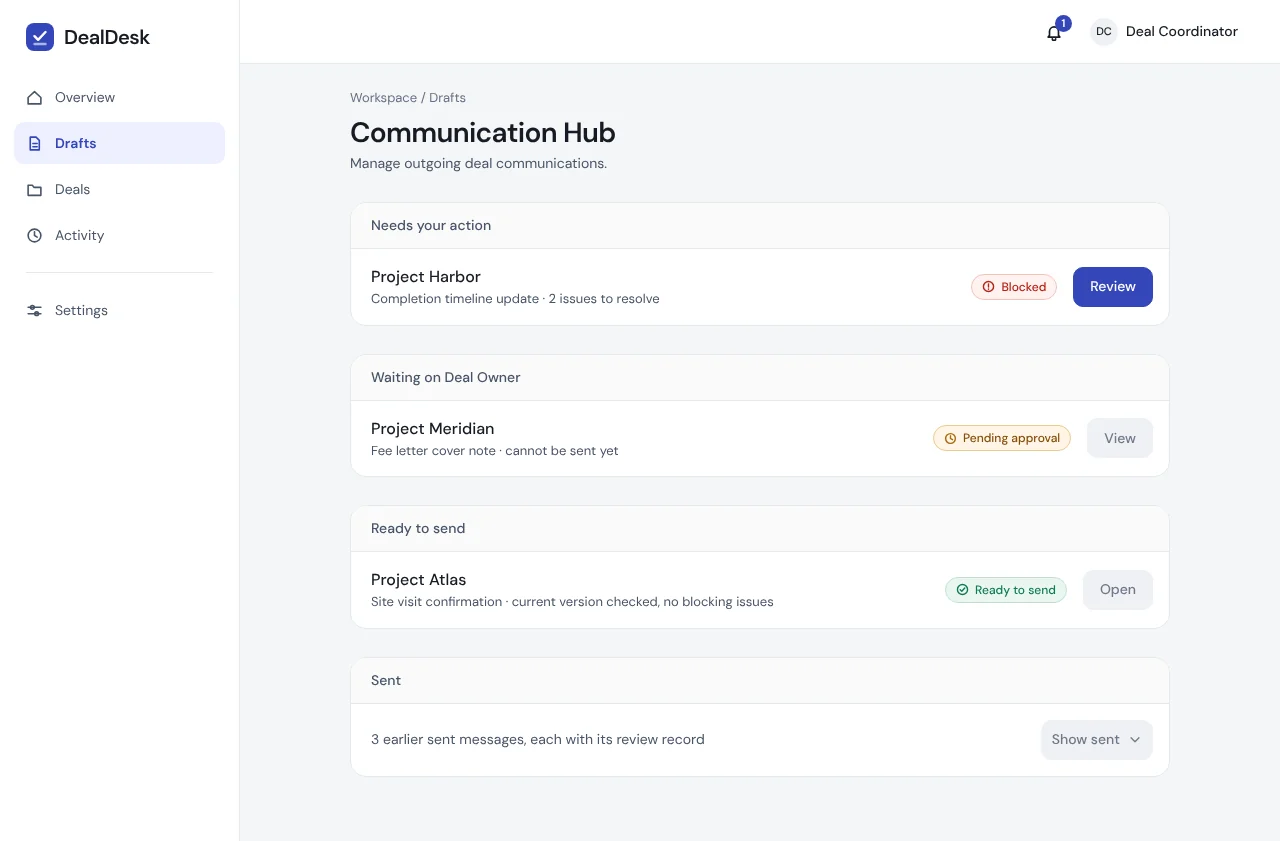 DealDesk
1
DC
Deal Coordinator
Overview
Drafts
Deals
Activity
Settings
Workspace / Drafts
Communication Hub
Manage outgoing deal communications.
Needs your action
Project Harbor
Completion timeline update · 2 issues to resolve
Blocked
Review
Waiting on Deal Owner
Project Meridian
Fee letter cover note · cannot be sent yet
Pending approval
View
Ready to send
Project Atlas
Site visit confirmation · current version checked, no blocking issues
Ready to send
Open
Sent
3 earlier sent messages, each with its review record
Show sent